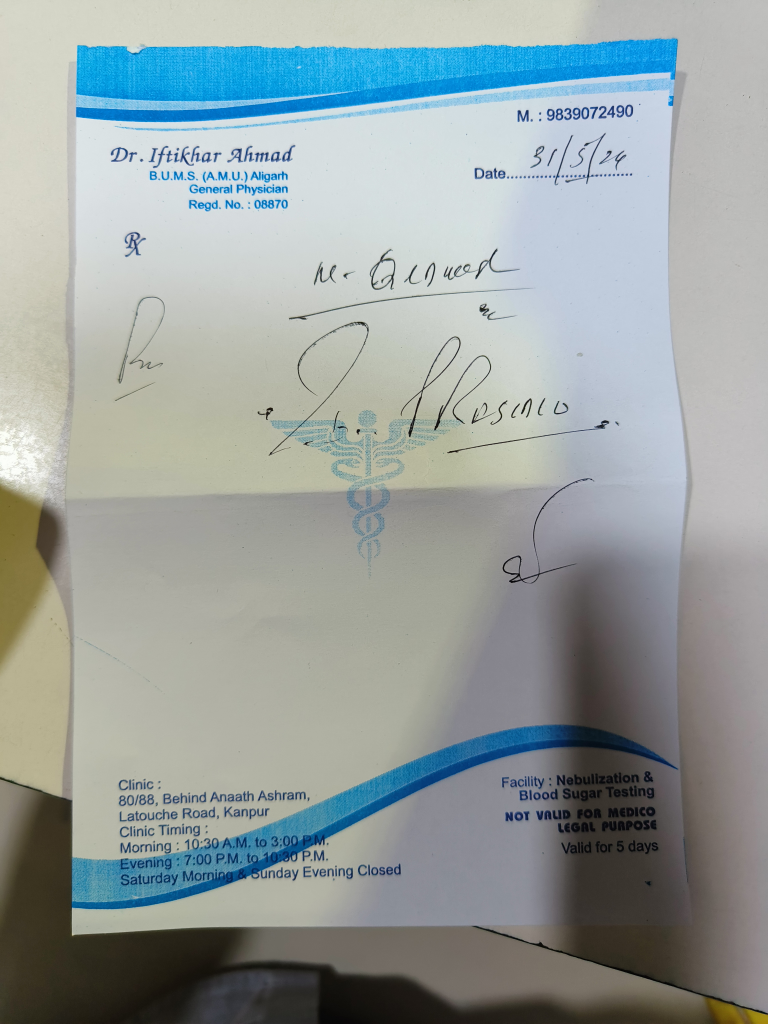 M. : 9839072490
Dr. Iftikhar Ahmad
B.U.M.S. (A.M.U.) Aligarh
General Physician
Regd. No. : 08870
Date.............................. 31/5/24
Rx
Clinic :
80/88, Behind Anaath Ashram,
Latouche Road, Kanpur
Clinic Timing :
Morning : 10:30 A.M. to 3:00 P.M.
Evening : 7:00 P.M. to 10:30 P.M.
Saturday Morning & Sunday Evening Closed
Facility : Nebulization &
Blood Sugar Testing
NOT VALID FOR MEDICO
LEGAL PURPOSE
Valid for 5 days